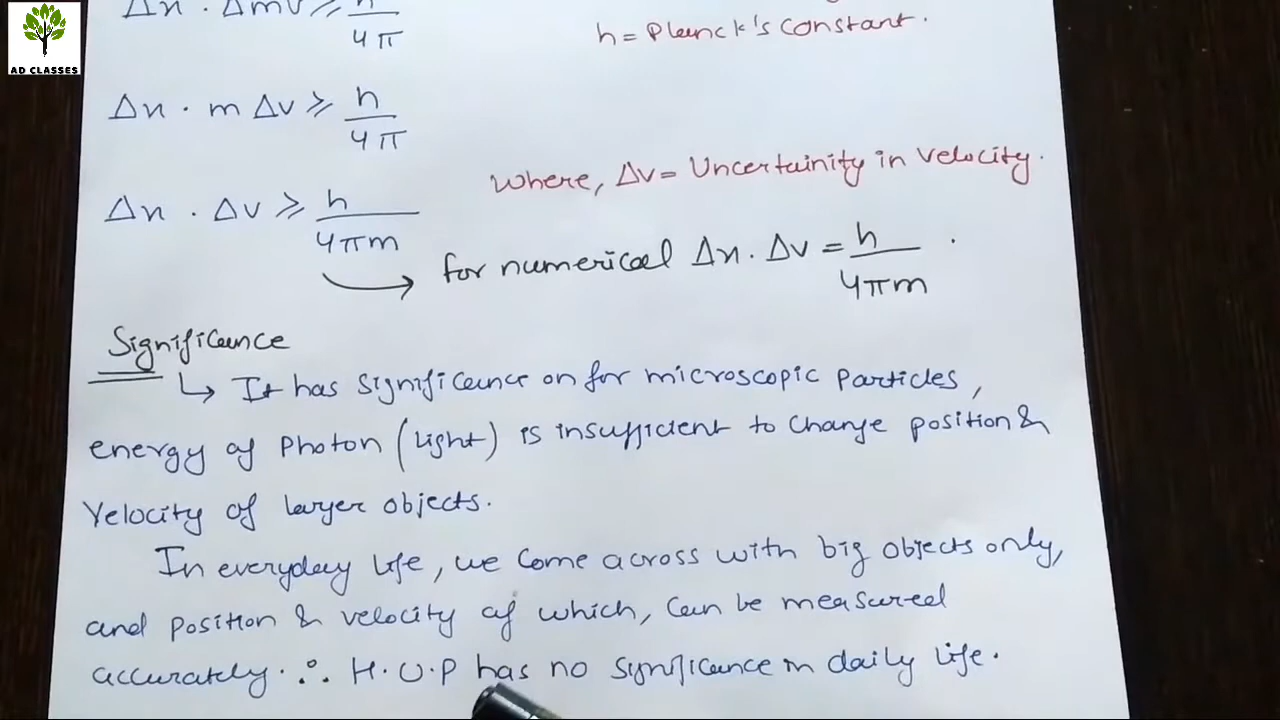 Δx · Δmv ≥ h/4π
h = Planck's constant.
AD CLASSES
Δx · m Δv ≥ h/4π
where, Δv = Uncertainity in velocity.
Δx · Δv ≥ h/4πm
for numerical Δx · Δv = h/4πm .
Significance
↳ It has significance on for microscopic particles,
energy of Photon (light) is insufficient to change position &
velocity of larger objects.
In everyday life, we come across with big objects only,
and position & velocity of which, can be measured
accurately. ∴ H.U.P has no significance in daily life.